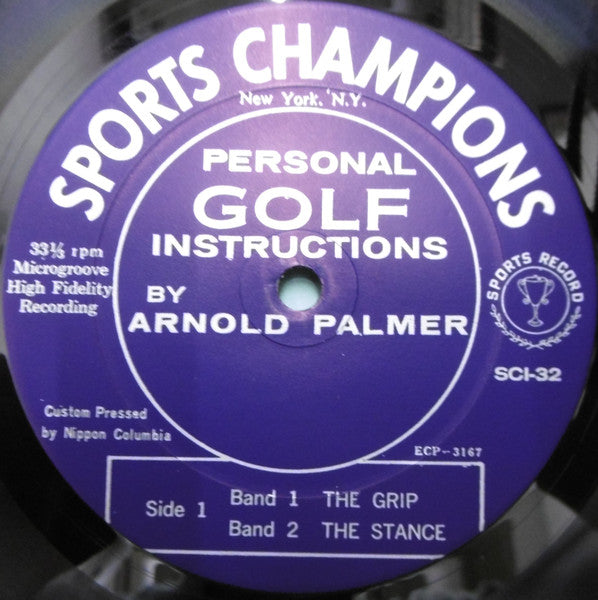 SPORTS CHAMPIONS
New York. N.Y.
PERSONAL
GOLF
INSTRUCTIONS
BY
ARNOLD PALMER
33⅓ rpm
Microgroove
High Fidelity
Recording
SPORTS RECORD
SCI-32
Custom Pressed
by Nippon Columbia
ECP-3167
Side 1
Band 1 THE GRIP
Band 2 THE STANCE